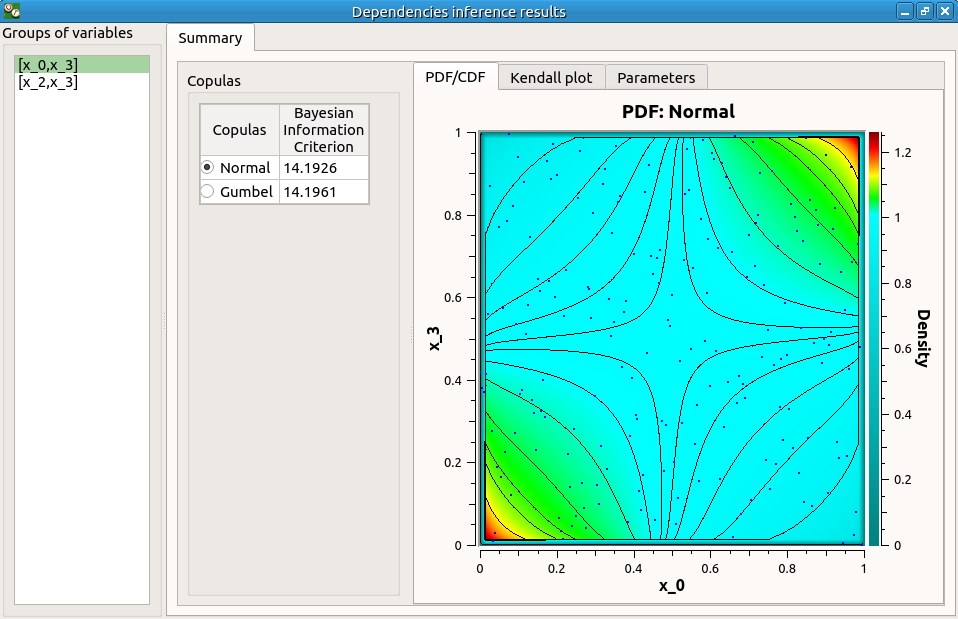 Dependencies inference results
Groups of variables
[x_0,x_3]
[x_2,x_3]
Summary
Copulas
Copulas
Bayesian
Information
Criterion
Normal 14.1926
Gumbel 14.1961
PDF/CDF Kendall plot Parameters
PDF: Normal
1
0.8
0.6
0.4
0.2
0
x_3
0 0.2 0.4 0.6 0.8 1
x_0
1.2
1
0.8
0.6
0.4
0.2
0
Density